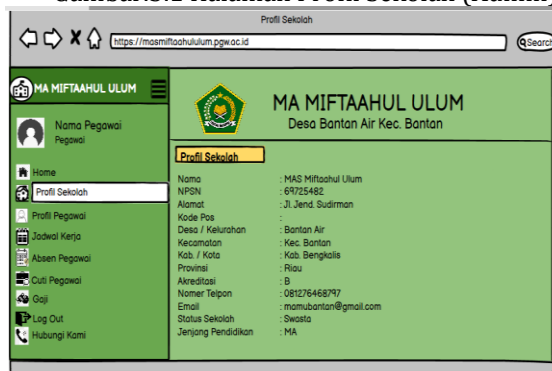 Profil Sekolah
https://masmiftaahululum.pgw.ac.id
Search
MA MIFTAAHUL ULUM
Nama Pegawai
Pegawai
Home
Profil Sekolah
Profil Pegawai
Jadwal Kerja
Absen Pegawai
Cuti Pegawai
Gaji
Log Out
Hubungi Kami
MA MIFTAAHUL ULUM
Desa Bantan Air Kec. Bantan
Profil Sekolah
Nama : MAS Miftaahul Ulum
NPSN : 69725482
Alamat : Jl. Jend. Sudirman
Kode Pos :
Desa / Kelurahan : Bantan Air
Kecamatan : Kec. Bantan
Kab. / Kota : Kab. Bengkalis
Provinsi : Riau
Akreditasi : B
Nomer Telpon : 081276468797
Email : mamubantan@gmail.com
Status Sekolah : Swasta
Jenjang Pendidikan : MA